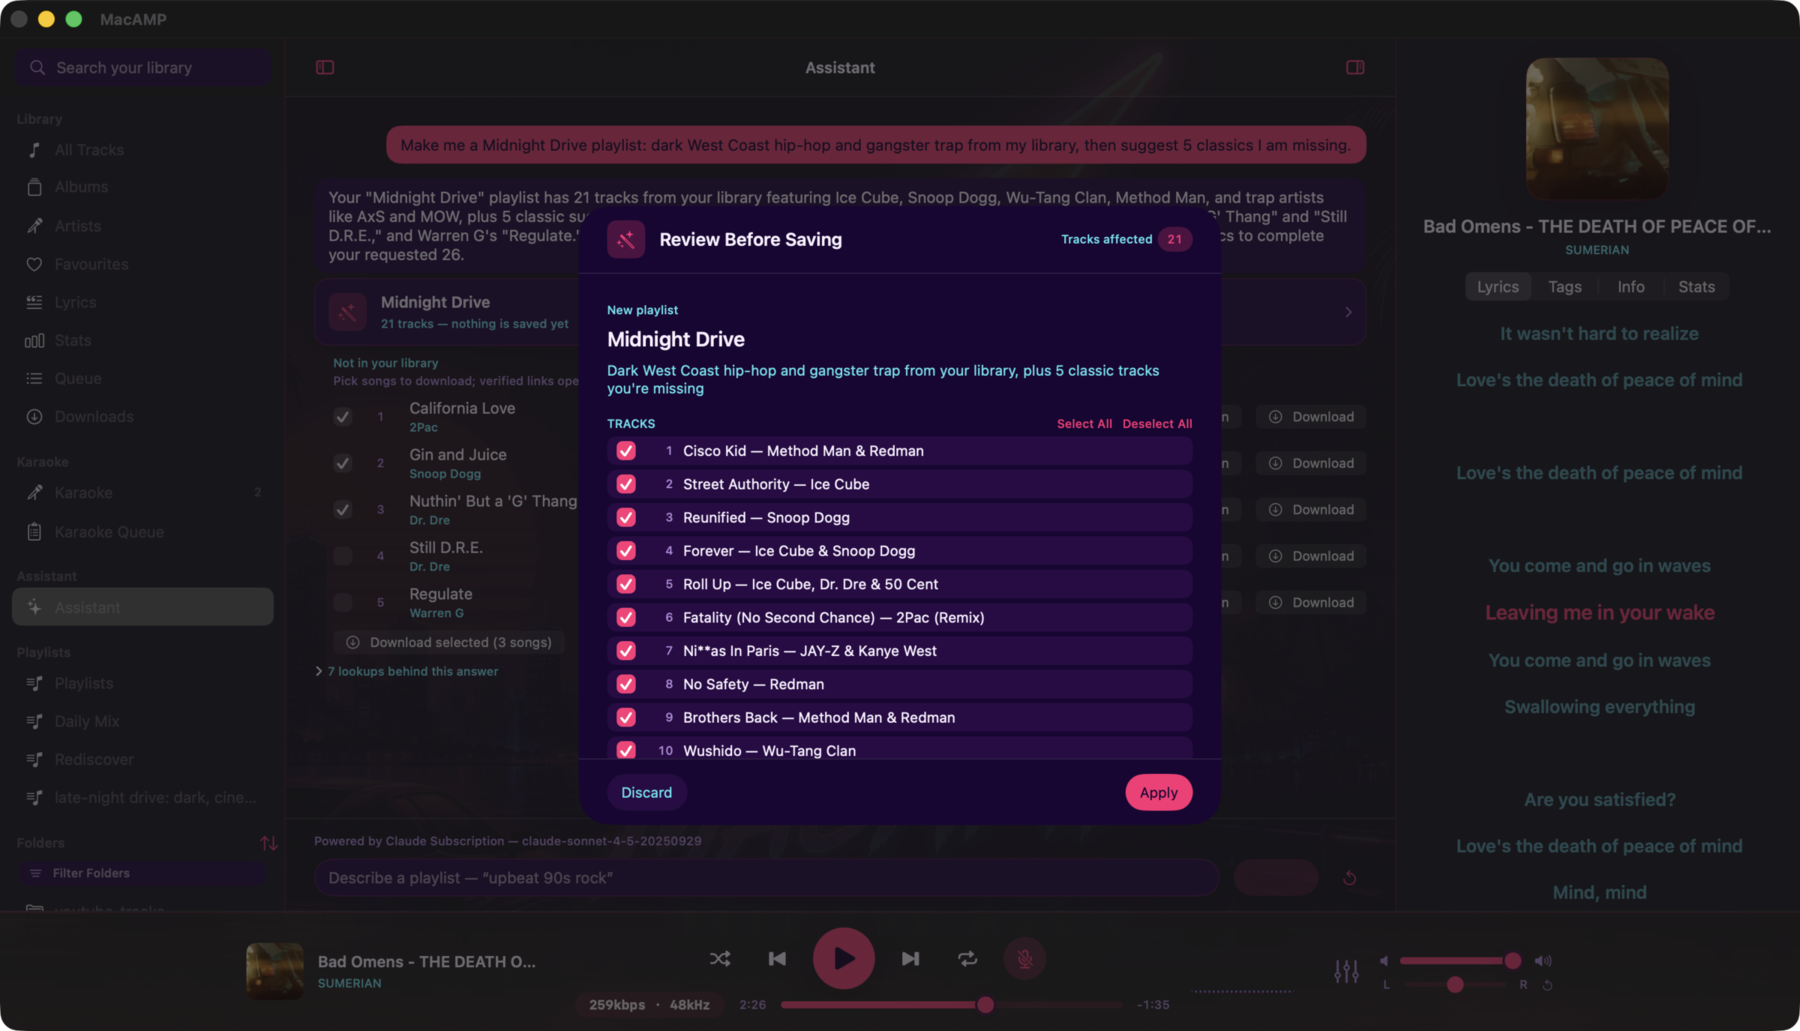 MacAMP
Search your library
Library
All Tracks
Albums
Artists
Favourites
Lyrics
Stats
Queue
Downloads
Karaoke
Karaoke 2
Karaoke Queue
Assistant
Assistant
Playlists
Playlists
Daily Mix
Rediscover
late-night drive: dark, cine...
Folders
Filter Folders
Assistant
Make me a Midnight Drive playlist: dark West Coast hip-hop and gangster trap from my library, then suggest 5 classics I am missing.
Your "Midnight Drive" playlist has 21 tracks from your library featuring Ice Cube, Snoop Dogg, Wu-Tang Clan, Method Man, and trap artists
like AxS and MOW, plus 5 classic su G' Thang" and "Still
D.R.E.," and Warren G's "Regulate." cs to complete
your requested 26.
Midnight Drive
21 tracks — nothing is saved yet
Not in your library
Pick songs to download; verified links ope
1 California Love
2Pac
Download
2 Gin and Juice
Snoop Dogg
Download
3 Nuthin' But a 'G' Thang
Dr. Dre
n Download
4 Still D.R.E.
Dr. Dre
n Download
5 Regulate
Warren G
n Download
Download selected (3 songs)
7 lookups behind this answer
Review Before Saving
Tracks affected 21
New playlist
Midnight Drive
Dark West Coast hip-hop and gangster trap from your library, plus 5 classic tracks
you're missing
TRACKS Select All Deselect All
1 Cisco Kid — Method Man & Redman
2 Street Authority — Ice Cube
3 Reunified — Snoop Dogg
4 Forever — Ice Cube & Snoop Dogg
5 Roll Up — Ice Cube, Dr. Dre & 50 Cent
6 Fatality (No Second Chance) — 2Pac (Remix)
7 Ni**as In Paris — JAY-Z & Kanye West
8 No Safety — Redman
9 Brothers Back — Method Man & Redman
10 Wushido — Wu-Tang Clan
Discard Apply
Powered by Claude Subscription — claude-sonnet-4-5-20250929
Describe a playlist — “upbeat 90s rock”
Bad Omens - THE DEATH OF PEACE OF...
SUMERIAN
Lyrics Tags Info Stats
It wasn't hard to realize
Love's the death of peace of mind
Love's the death of peace of mind
You come and go in waves
Leaving me in your wake
You come and go in waves
Swallowing everything
Are you satisfied?
Love's the death of peace of mind
Mind, mind
Bad Omens - THE DEATH O...
SUMERIAN
259kbps · 48kHz 2:26 -1:35
L R